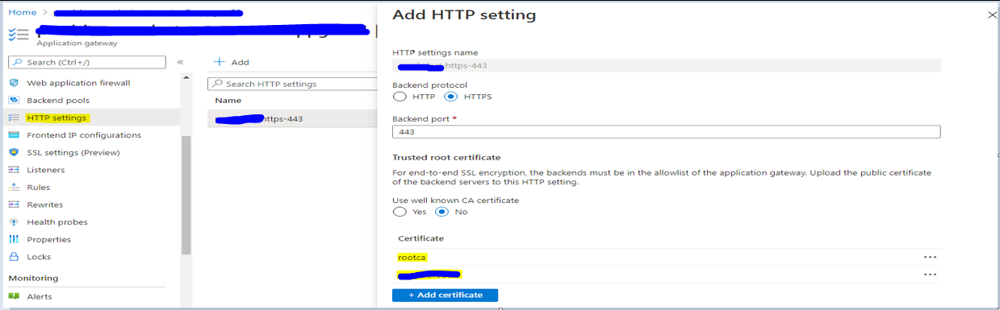 Home >
Application gateway
Search (Ctrl+/)
«
Web application firewall
Backend pools
HTTP settings
Frontend IP configurations
SSL settings (Preview)
Listeners
Rules
Rewrites
Health probes
Properties
Locks
Monitoring
Alerts
+ Add
Search HTTP settings
Name
https-443
Add HTTP setting
HTTP settings name
https-443
Backend protocol
HTTP HTTPS
Backend port *
443
Trusted root certificate
For end-to-end SSL encryption, the backends must be in the allowlist of the application gateway. Upload the public certificate
of the backend servers to this HTTP setting.
Use well known CA certificate
Yes No
Certificate
rootca
+ Add certificate